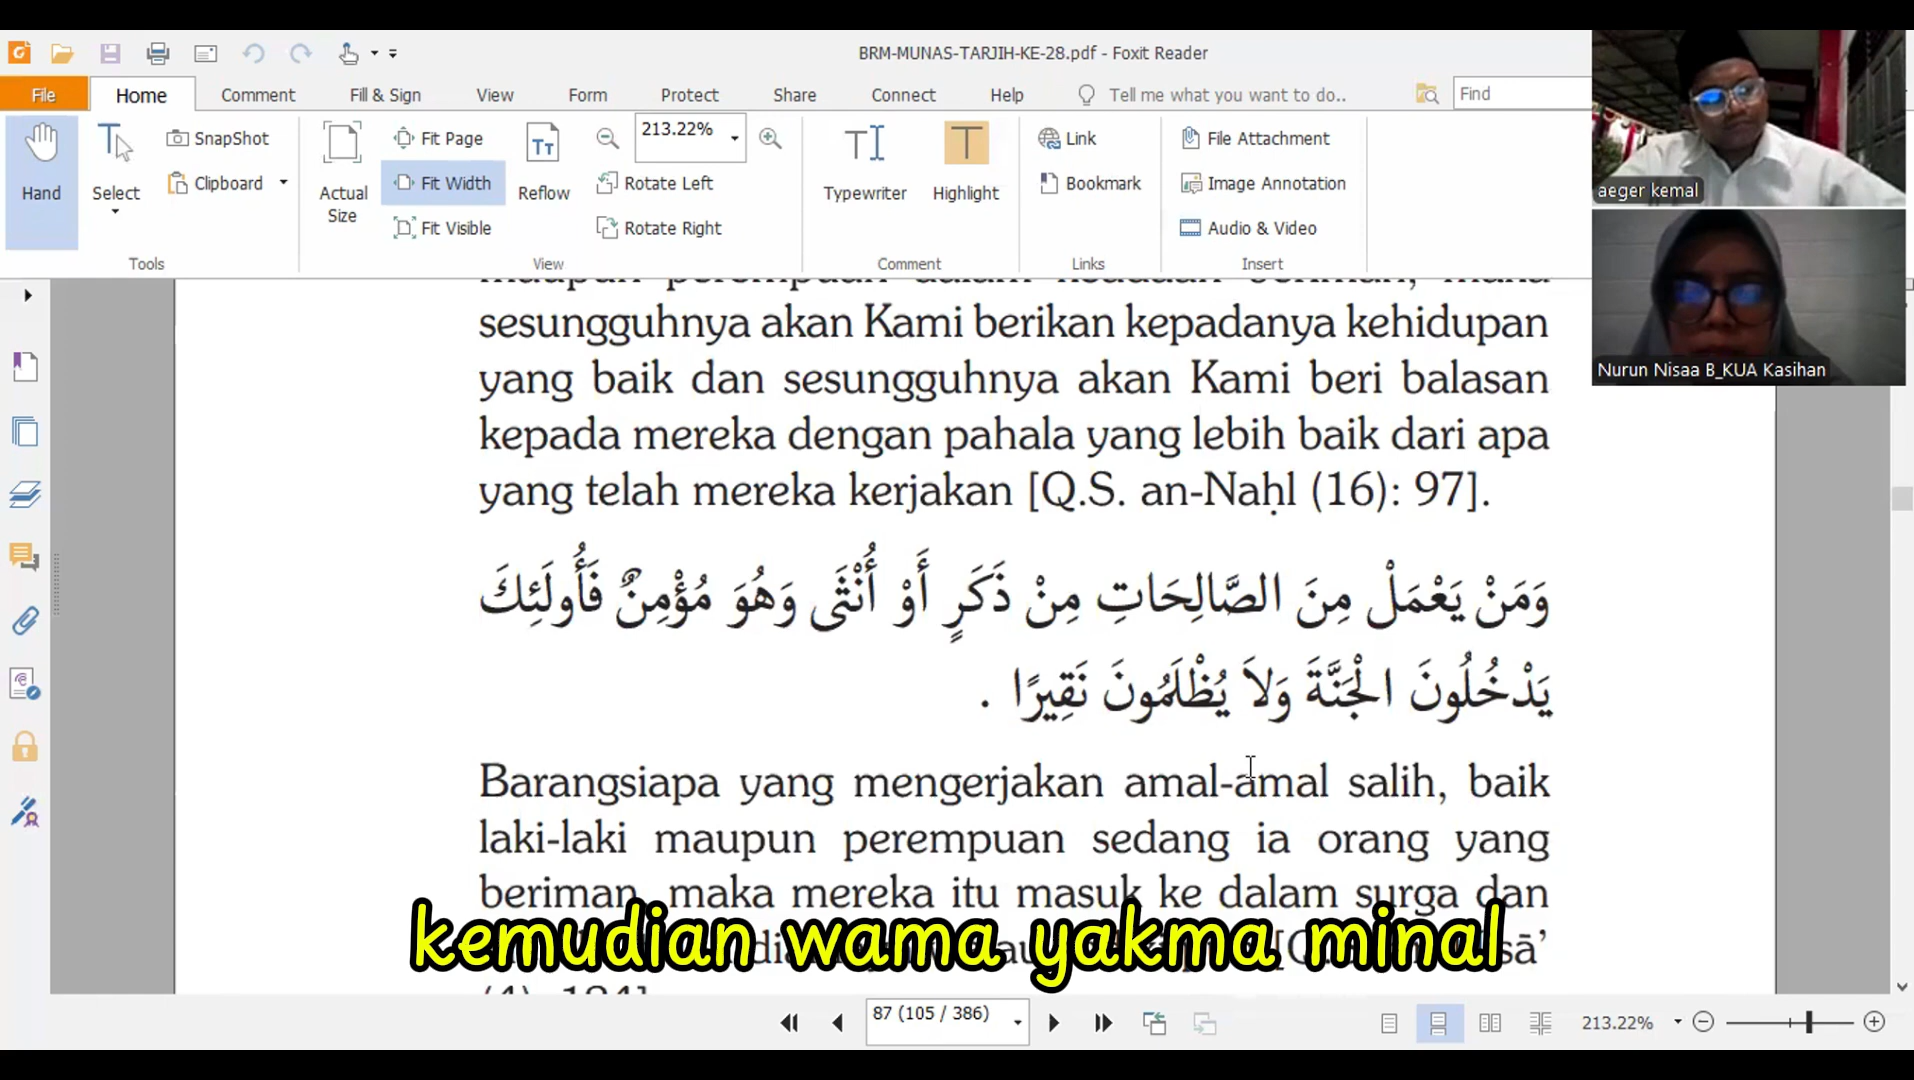 BRM-MUNAS-TARJIH-KE-28.pdf - Foxit Reader
File Home Comment Fill & Sign View Form Protect Share Connect Help Tell me what you want to do.. Find
Hand
Select
SnapShot
Clipboard
Tools
Actual Size
Fit Page
Fit Width
Fit Visible
Reflow
213.22%
Rotate Left
Rotate Right
View
Typewriter
Highlight
Comment
Link
Bookmark
Links
File Attachment
Image Annotation
Audio & Video
Insert
aeger kemal
Nurun Nisaa B_KUA Kasihan
maupun perempuan dalam keadaan beriman, maka
sesungguhnya akan Kami berikan kepadanya kehidupan
yang baik dan sesungguhnya akan Kami beri balasan
kepada mereka dengan pahala yang lebih baik dari apa
yang telah mereka kerjakan [Q.S. an-Naḥl (16): 97].
وَمَنْ يَعْمَلْ مِنَ الصَّالِحَاتِ مِنْ ذَكَرٍ أَوْ أُنْثَى وَهُوَ مُؤْمِنٌ فَأُولَئِكَ
يَدْخُلُونَ الْجَنَّةَ وَلاَ يُظْلَمُونَ نَقِيرًا .
Barangsiapa yang mengerjakan amal-amal salih, baik
laki-laki maupun perempuan sedang ia orang yang
beriman, maka mereka itu masuk ke dalam surga dan
kemudian wama yakma minal
87 (105 / 386)
213.22%